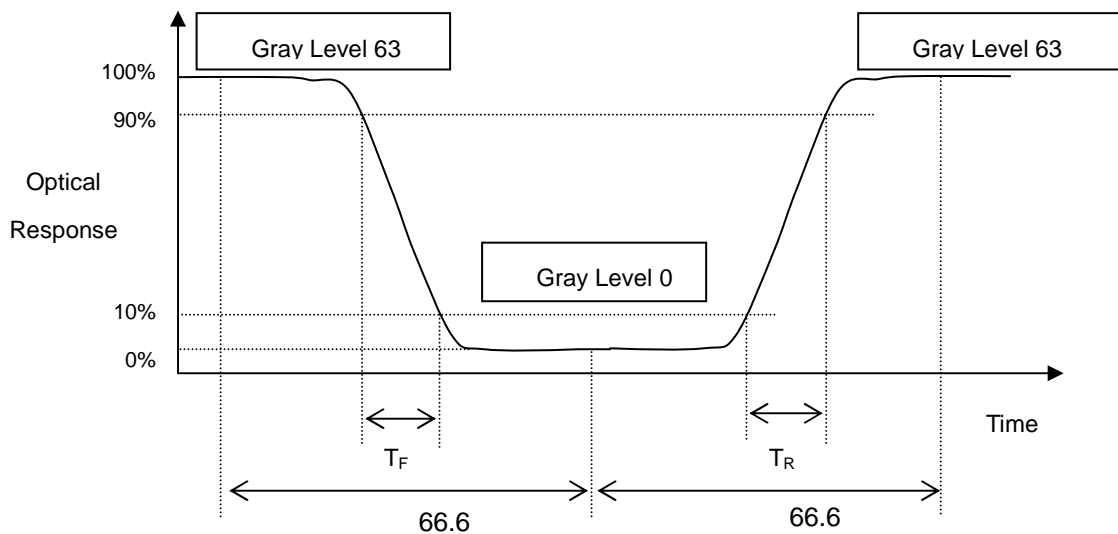 Gray Level 63
Gray Level 63
100%
90%
Optical
Response
Gray Level 0
10%
0%
Time
TF
TR
66.6
66.6